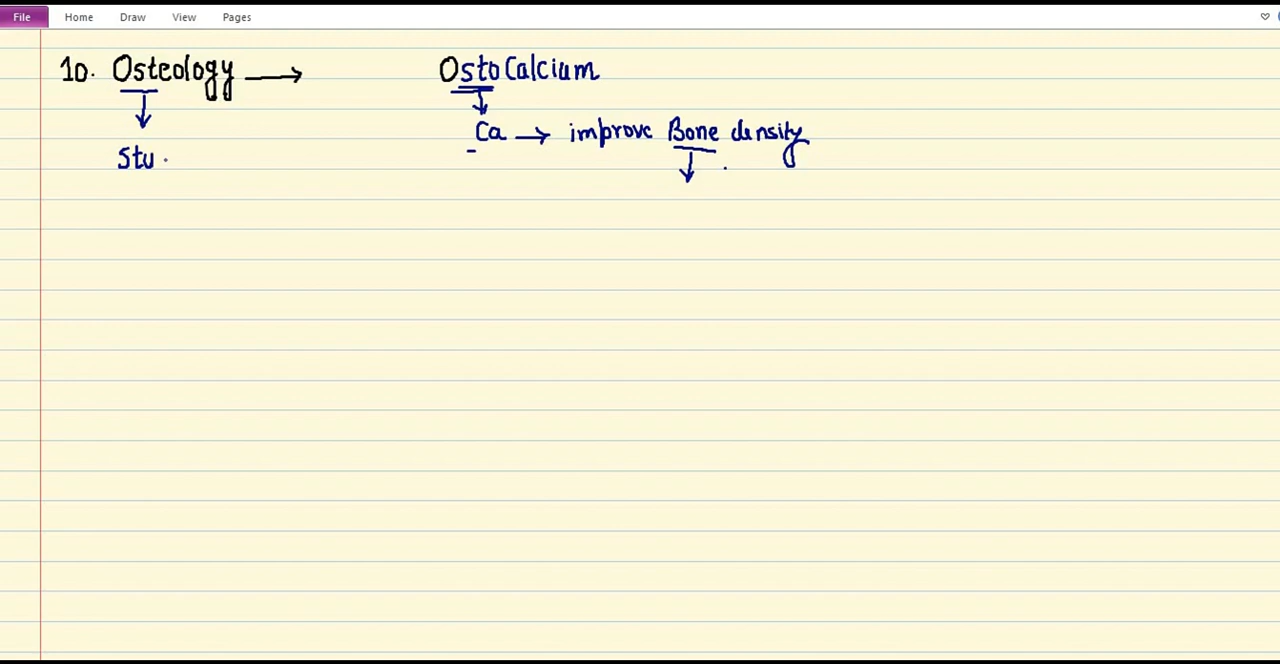 File Home Draw View Pages
10. Osteology → OstoCalcium
Ca → improve Bone density
Stu